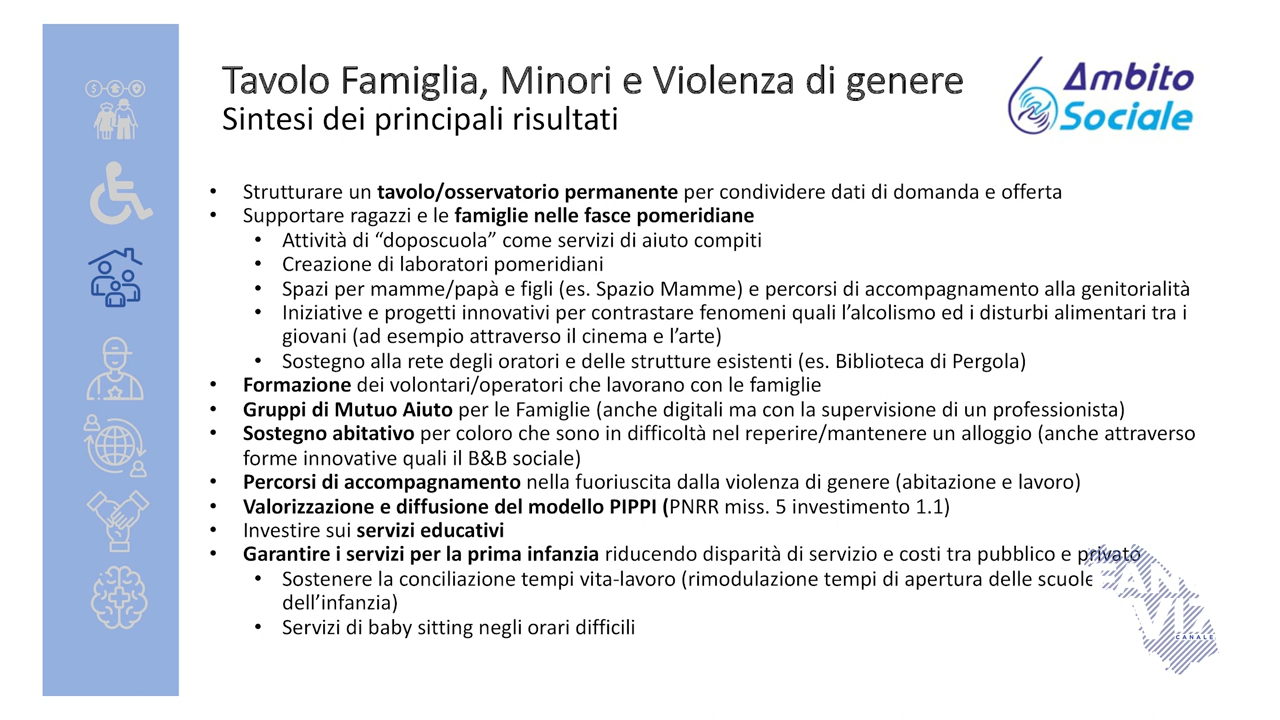 Tavolo Famiglia, Minori e Violenza di genere
Sintesi dei principali risultati
6 Ambito
Sociale
• Strutturare un tavolo/osservatorio permanente per condividere dati di domanda e offerta
• Supportare ragazzi e le famiglie nelle fasce pomeridiane
• Attività di “doposcuola” come servizi di aiuto compiti
• Creazione di laboratori pomeridiani
• Spazi per mamme/papà e figli (es. Spazio Mamme) e percorsi di accompagnamento alla genitorialità
• Iniziative e progetti innovativi per contrastare fenomeni quali l’alcolismo ed i disturbi alimentari tra i
giovani (ad esempio attraverso il cinema e l’arte)
• Sostegno alla rete degli oratori e delle strutture esistenti (es. Biblioteca di Pergola)
• Formazione dei volontari/operatori che lavorano con le famiglie
• Gruppi di Mutuo Aiuto per le Famiglie (anche digitali ma con la supervisione di un professionista)
• Sostegno abitativo per coloro che sono in difficoltà nel reperire/mantenere un alloggio (anche attraverso
forme innovative quali il B&B sociale)
• Percorsi di accompagnamento nella fuoriuscita dalla violenza di genere (abitazione e lavoro)
• Valorizzazione e diffusione del modello PIPPI (PNRR miss. 5 investimento 1.1)
• Investire sui servizi educativi
• Garantire i servizi per la prima infanzia riducendo disparità di servizio e costi tra pubblico e privato
• Sostenere la conciliazione tempi vita-lavoro (rimodulazione tempi di apertura delle scuole
dell’infanzia)
• Servizi di baby sitting negli orari difficili
CANALE